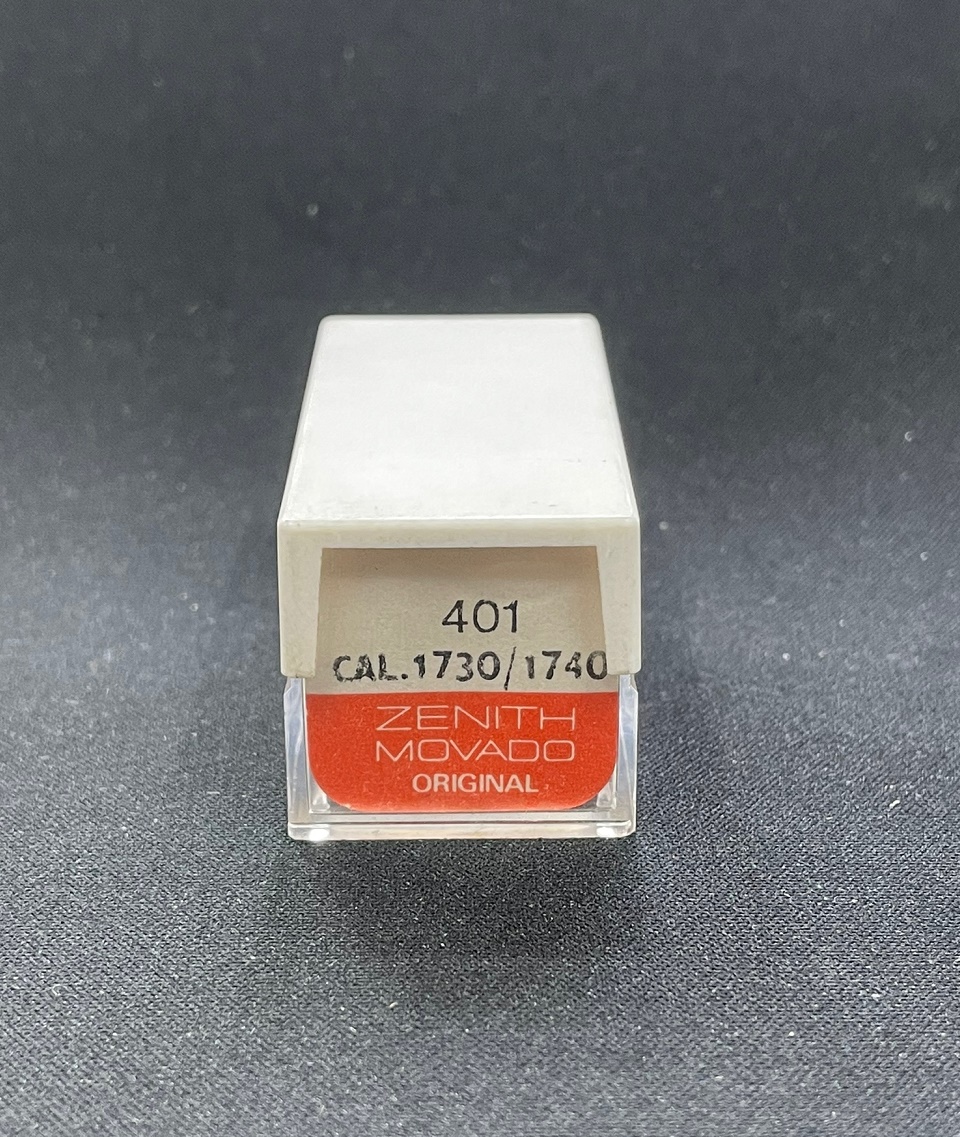 401
CAL.1730/1740
ZENITH
MOVADO
ORIGINAL